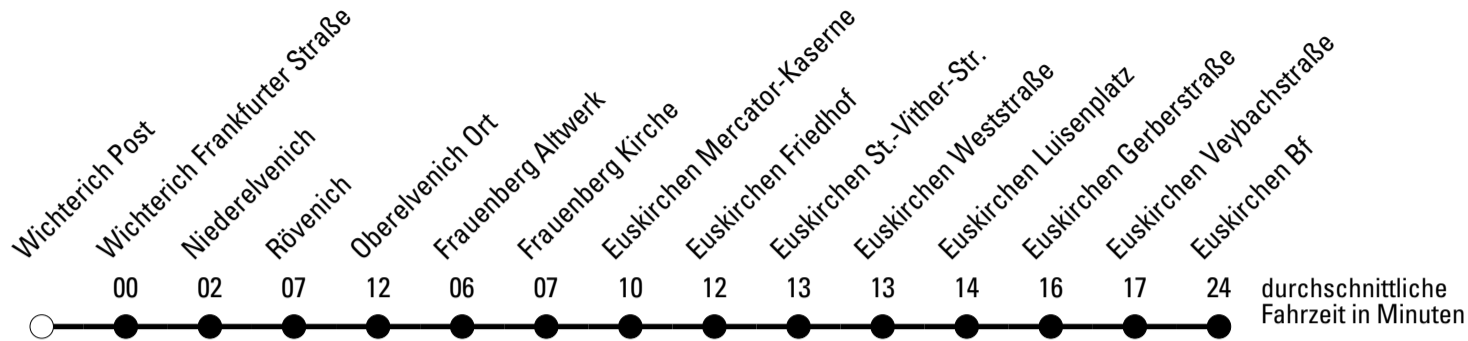 Wichterich Post
Wichterich Frankfurter Straße
Niederelvenich
Rövenich
Oberelvenich Ort
Frauenberg Altwerk
Frauenberg Kirche
Euskirchen Mercator-Kaserne
Euskirchen Friedhof
Euskirchen St.-Vither-Str.
Euskirchen Weststraße
Euskirchen Luisenplatz
Euskirchen Gerberstraße
Euskirchen Veybachstraße
Euskirchen Bf
00 02 07 12 06 07 10 12 13 13 14 16 17 24
durchschnittliche
Fahrzeit in Minuten